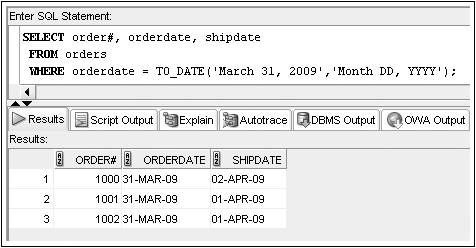 Enter SQL Statement:
SELECT order#, orderdate, shipdate
FROM orders
WHERE orderdate = TO_DATE('March 31, 2009','Month DD, YYYY');
Results Script Output Explain Autotrace DBMS Output OWA Output
Results:
ORDER# ORDERDATE SHIPDATE
1 1000 31-MAR-09 02-APR-09
2 1001 31-MAR-09 01-APR-09
3 1002 31-MAR-09 01-APR-09